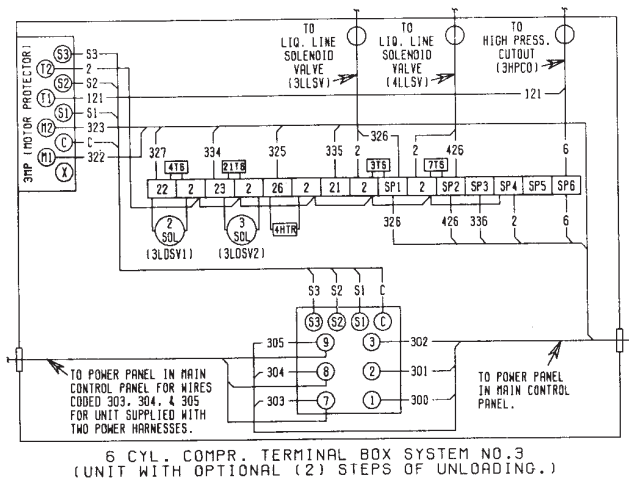 TO
LIQ. LINE
SOLENOID
VALVE
(3LLSV)
TO
LIQ. LINE
SOLENOID
VALVE
(4LLSV)
TO
HIGH PRESS.
CUTOUT
(3HPCO)
3MP (MOTOR PROTECTOR)
S3 S3
T2 2
S2 S2
T1 121
S1 S1
M2 323
C C
M1 322
X
121
326
327 334 325 335 2 2 426 6
4TS 21TS 3TS 7TS
22 2 23 2 26 2 21 2 SP1 2 SP2 SP3 SP4 SP5 SP6
2
SOL
(3LDSV1)
3
SOL
(3LDSV2)
4HTR
326 426 336 2 6
S3 S2 S1 C
S3 S2 S1 C
305 9 3 302
304 8 2 301
303 7 1 300
TO POWER PANEL IN MAIN
CONTROL PANEL FOR WIRES
CODED 303, 304, & 305
FOR UNIT SUPPLIED WITH
TWO POWER HARNESSES.
TO POWER PANEL
IN MAIN CONTROL
PANEL.
6 CYL. COMPR. TERMINAL BOX SYSTEM NO.3
(UNIT WITH OPTIONAL (2) STEPS OF UNLOADING.)